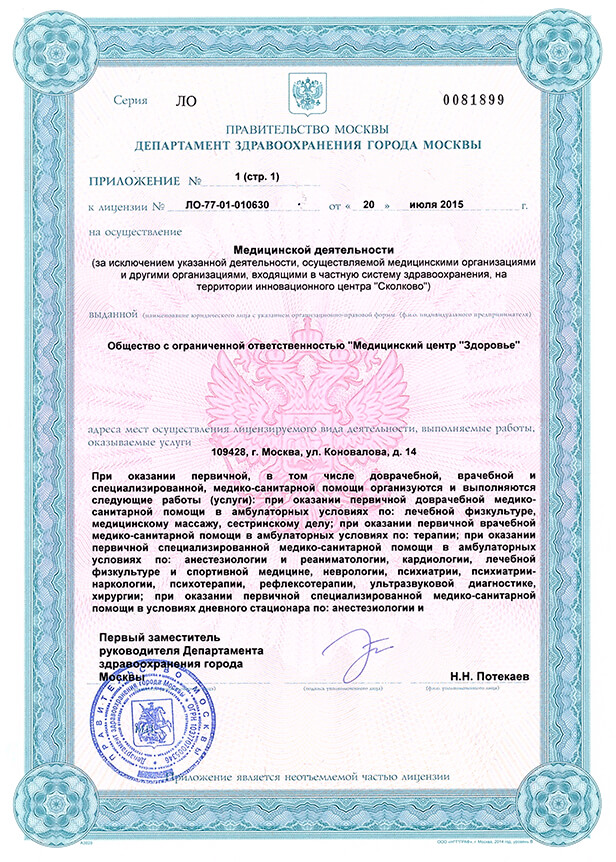 Серия ЛО 0081899
ПРАВИТЕЛЬСТВО МОСКВЫ
ДЕПАРТАМЕНТ ЗДРАВООХРАНЕНИЯ ГОРОДА МОСКВЫ
ПРИЛОЖЕНИЕ № 1 (стр. 1)
к лицензии № ЛО-77-01-010630 от « 20 » июля 2015 г.
на осуществление
Медицинской деятельности
(за исключением указанной деятельности, осуществляемой медицинскими организациями
и другими организациями, входящими в частную систему здравоохранения, на
территории инновационного центра "Сколково")
выданной (наименование юридического лица с указанием организационно-правовой формы (ф.и.о. индивидуального предпринимателя)
Общество с ограниченной ответственностью "Медицинский центр "Здоровье"
адреса мест осуществления лицензируемого вида деятельности, выполняемые работы,
оказываемые услуги
109428, г. Москва, ул. Коновалова, д. 14
При оказании первичной, в том числе доврачебной, врачебной и
специализированной, медико-санитарной помощи организуются и выполняются
следующие работы (услуги): при оказании первичной доврачебной медико-
санитарной помощи в амбулаторных условиях по: лечебной физкультуре,
медицинскому массажу, сестринскому делу; при оказании первичной врачебной
медико-санитарной помощи в амбулаторных условиях по: терапии; при оказании
первичной специализированной медико-санитарной помощи в амбулаторных
условиях по: анестезиологии и реаниматологии, кардиологии, лечебной
физкультуре и спортивной медицине, неврологии, психиатрии, психиатрии-
наркологии, психотерапии, рефлексотерапии, ультразвуковой диагностике,
хирургии; при оказании первичной специализированной медико-санитарной
помощи в условиях дневного стационара по: анестезиологии и
Первый заместитель
руководителя Департамента
здравоохранения города
Москвы Н.Н. Потекаев
(подпись уполномоченного лица) (ф.и.о. уполномоченного лица)
ПРАВИТЕЛЬСТВО МОСКВЫ
Департамент здравоохранения города Москвы
Приложение является неотъемлемой частью лицензии